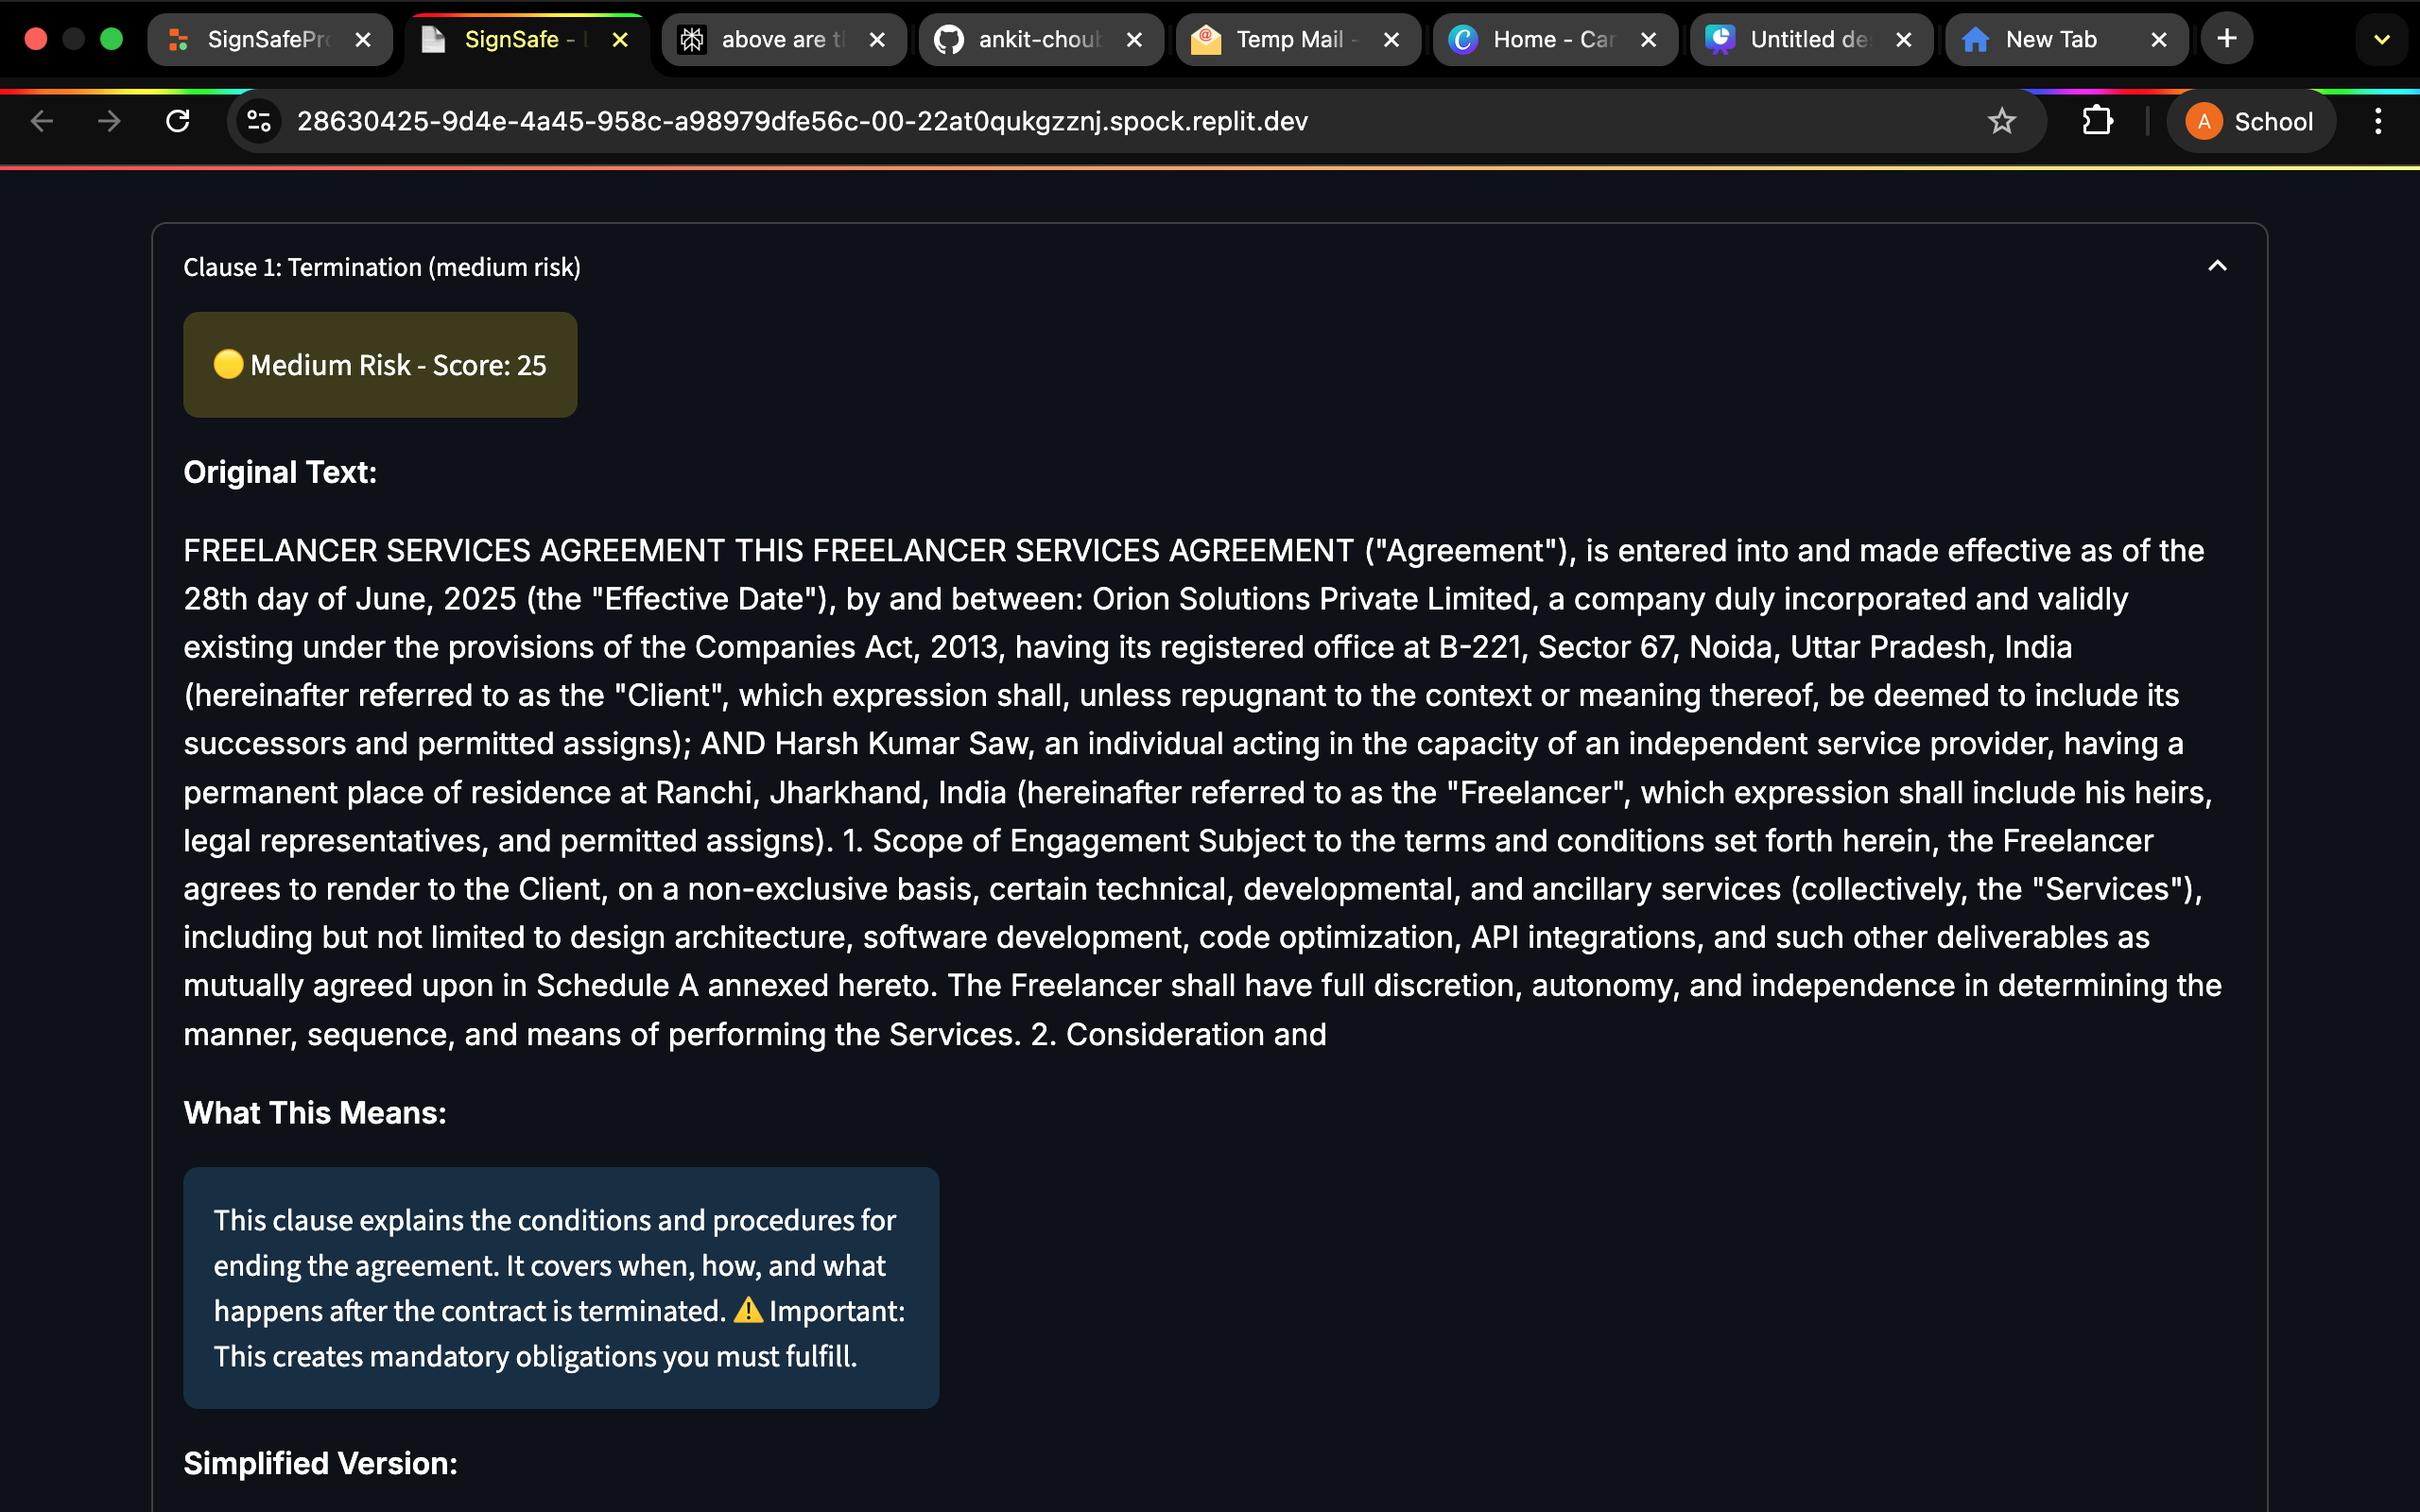 SignSafePr
SignSafe -
above are t
ankit-chou
Temp Mail -
Home - Car
Untitled de
New Tab
28630425-9d4e-4a45-958c-a98979dfe56c-00-22at0qukgzznj.spock.replit.dev
A
School
Clause 1: Termination (medium risk)
Medium Risk - Score: 25
Original Text:
FREELANCER SERVICES AGREEMENT THIS FREELANCER SERVICES AGREEMENT ("Agreement"), is entered into and made effective as of the
28th day of June, 2025 (the "Effective Date"), by and between: Orion Solutions Private Limited, a company duly incorporated and validly
existing under the provisions of the Companies Act, 2013, having its registered office at B-221, Sector 67, Noida, Uttar Pradesh, India
(hereinafter referred to as the "Client", which expression shall, unless repugnant to the context or meaning thereof, be deemed to include its
successors and permitted assigns); AND Harsh Kumar Saw, an individual acting in the capacity of an independent service provider, having a
permanent place of residence at Ranchi, Jharkhand, India (hereinafter referred to as the "Freelancer", which expression shall include his heirs,
legal representatives, and permitted assigns). 1. Scope of Engagement Subject to the terms and conditions set forth herein, the Freelancer
agrees to render to the Client, on a non-exclusive basis, certain technical, developmental, and ancillary services (collectively, the "Services"),
including but not limited to design architecture, software development, code optimization, API integrations, and such other deliverables as
mutually agreed upon in Schedule A annexed hereto. The Freelancer shall have full discretion, autonomy, and independence in determining the
manner, sequence, and means of performing the Services. 2. Consideration and
What This Means:
This clause explains the conditions and procedures for
ending the agreement. It covers when, how, and what
happens after the contract is terminated. ⚠️ Important:
This creates mandatory obligations you must fulfill.
Simplified Version: